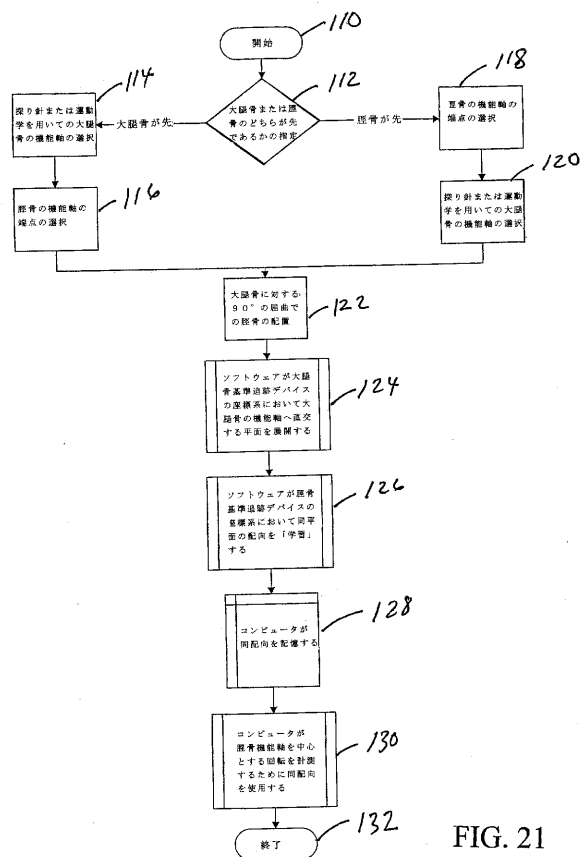 110
開始
112
大腿骨または脛
骨のどちらが先
であるかの指定
大腿骨が先
脛骨が先
114
探り針または運動
学を用いての大腿
骨の機能軸の選択
116
脛骨の機能軸の
端点の選択
118
脛骨の機能軸の
端点の選択
120
探り針または運動
学を用いての大腿
骨の機能軸の選択
大腿骨に対する
90°の屈曲で
の脛骨の配置
122
ソフトウェアが大腿
骨基準追跡デバイス
の座標系において大
腿骨の機能軸へ直交
する平面を展開する
124
ソフトウェアが脛骨
基準追跡デバイスの
座標系において同平
面の配向を「学習」
する
126
コンピュータが
同配向を記憶する
128
コンピュータが
脛骨機能軸を中心
とする回転を計測
するために同配向
を使用する
130
終了
132
FIG. 21